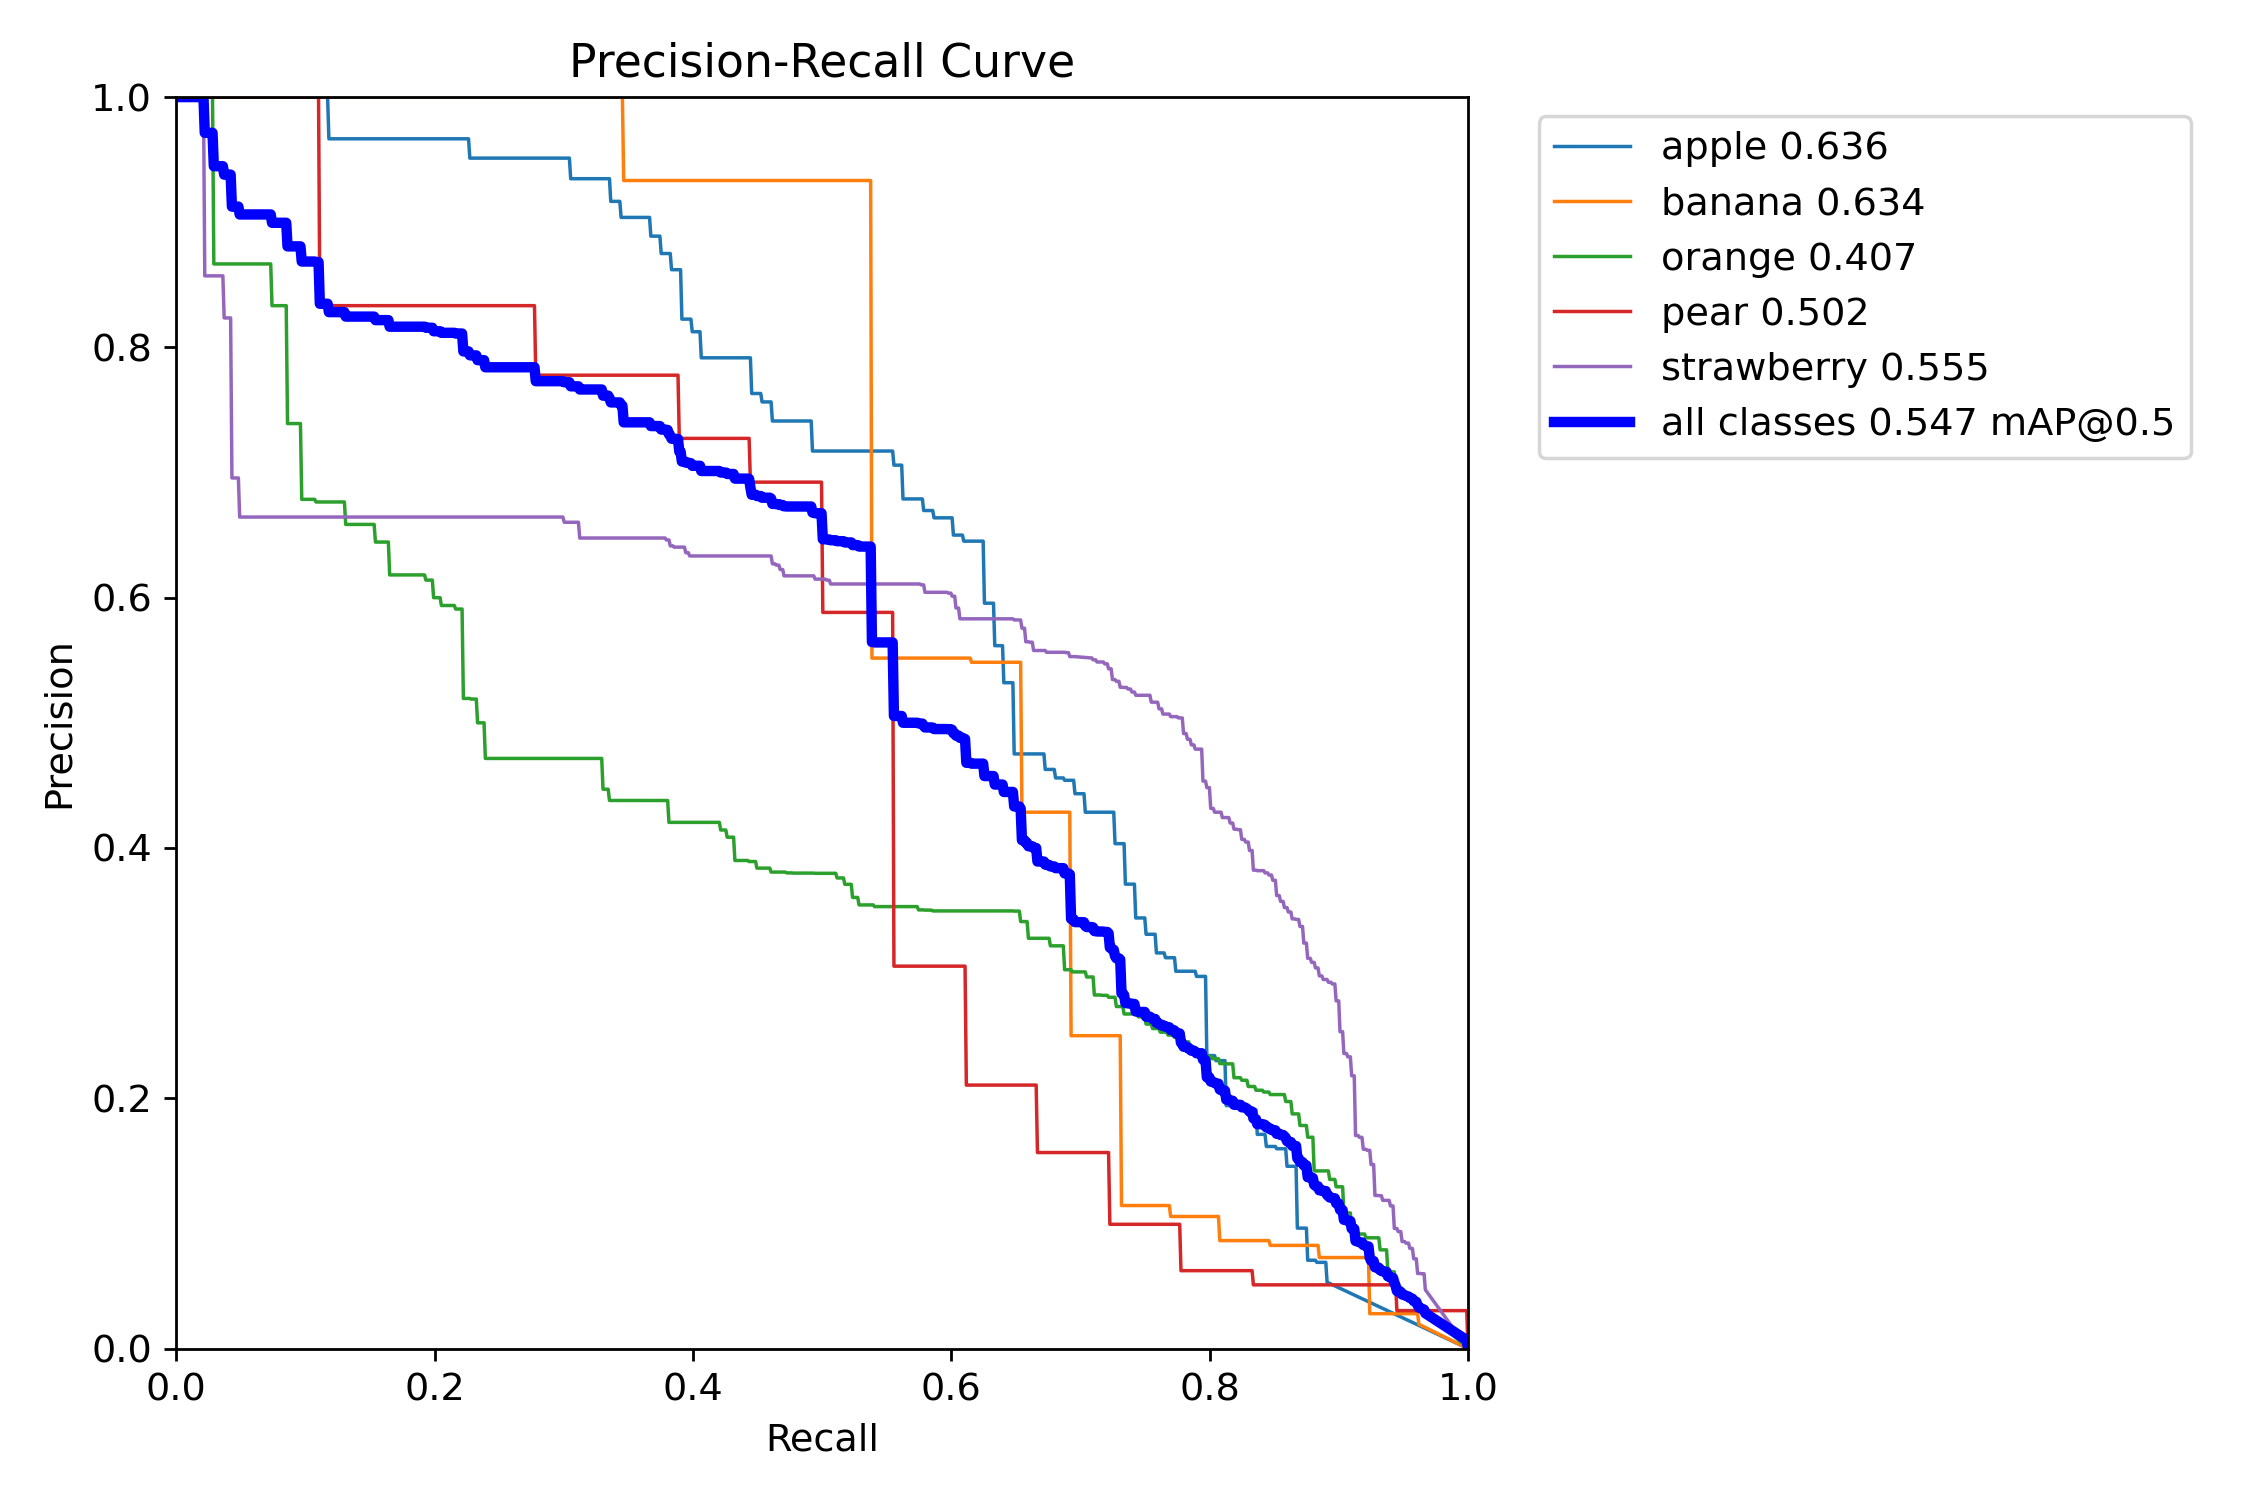 Precision-Recall Curve
1.0
0.8
0.6
0.4
0.2
0.0
Precision
0.0 0.2 0.4 0.6 0.8 1.0
Recall
apple 0.636
banana 0.634
orange 0.407
pear 0.502
strawberry 0.555
all classes 0.547 mAP@0.5